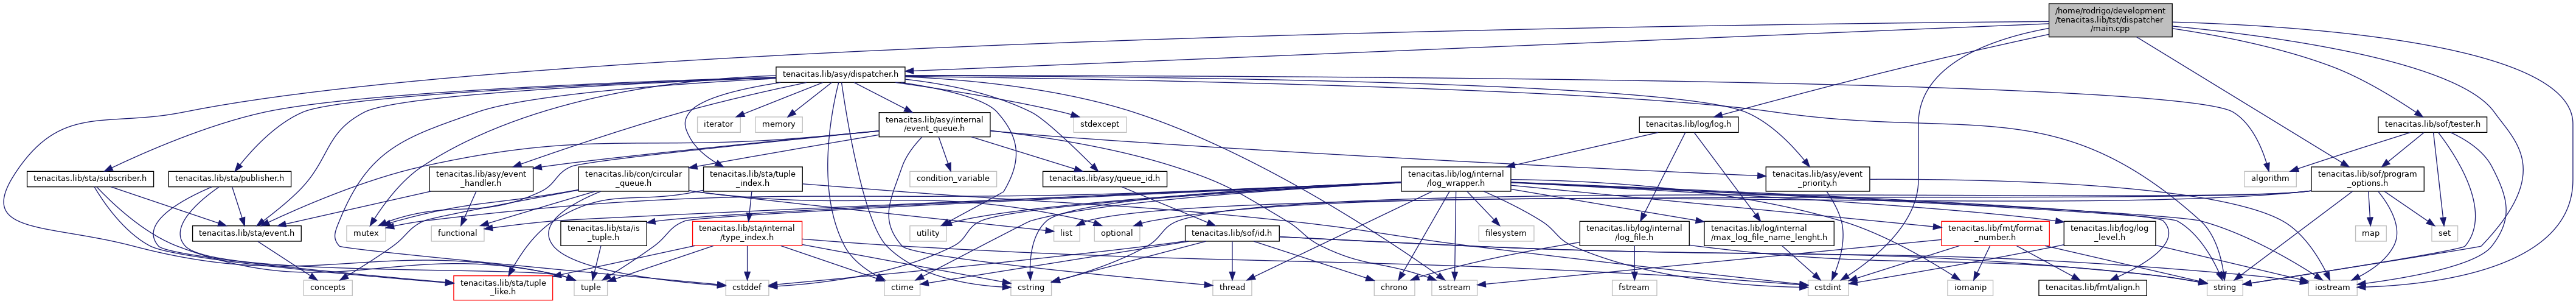 /home/rodrigo/development
/tenacitas.lib/tst/dispatcher
/main.cpp
tenacitas.lib/asy/dispatcher.h
iterator
memory
tenacitas.lib/asy/internal
/event_queue.h
stdexcept
tenacitas.lib/log/log.h
tenacitas.lib/sof/tester.h
tenacitas.lib/sta/subscriber.h
tenacitas.lib/sta/publisher.h
tenacitas.lib/asy/event
_handler.h
tenacitas.lib/con/circular
_queue.h
tenacitas.lib/sta/tuple
_index.h
condition_variable
tenacitas.lib/asy/queue_id.h
tenacitas.lib/log/internal
/log_wrapper.h
tenacitas.lib/asy/event
_priority.h
algorithm
tenacitas.lib/sof/program
_options.h
tenacitas.lib/sta/event.h
mutex
functional
tenacitas.lib/sta/is
_tuple.h
tenacitas.lib/sta/internal
/type_index.h
utility
list
optional
tenacitas.lib/sof/id.h
filesystem
tenacitas.lib/log/internal
/log_file.h
tenacitas.lib/log/internal
/max_log_file_name_lenght.h
tenacitas.lib/fmt/format
_number.h
tenacitas.lib/log/log
_level.h
map
set
concepts
tenacitas.lib/sta/tuple
_like.h
tuple
cstddef
ctime
cstring
thread
chrono
sstream
fstream
cstdint
iomanip
tenacitas.lib/fmt/align.h
string
iostream